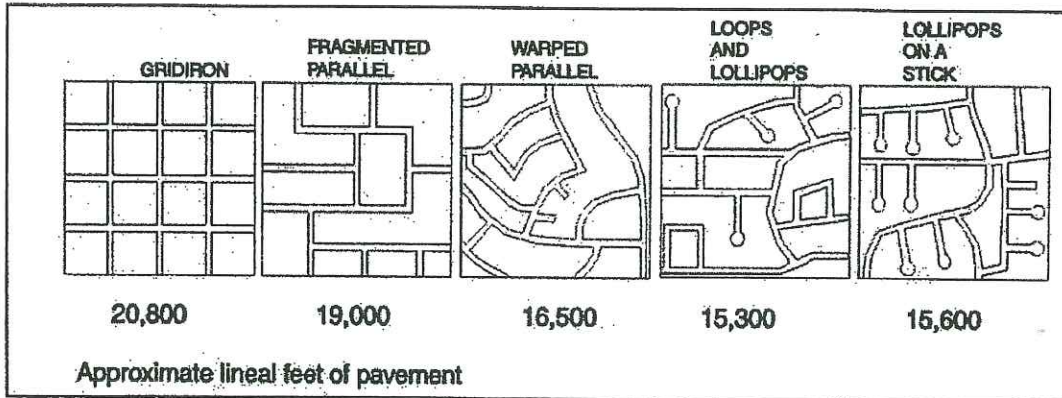 GRIDIRON
FRAGMENTED
PARALLEL
WARPED
PARALLEL
LOOPS
AND
LOLLIPOPS
LOLLIPOPS
ON A
STICK
20,800
19,000
16,500
15,300
15,600
Approximate lineal feet of pavement